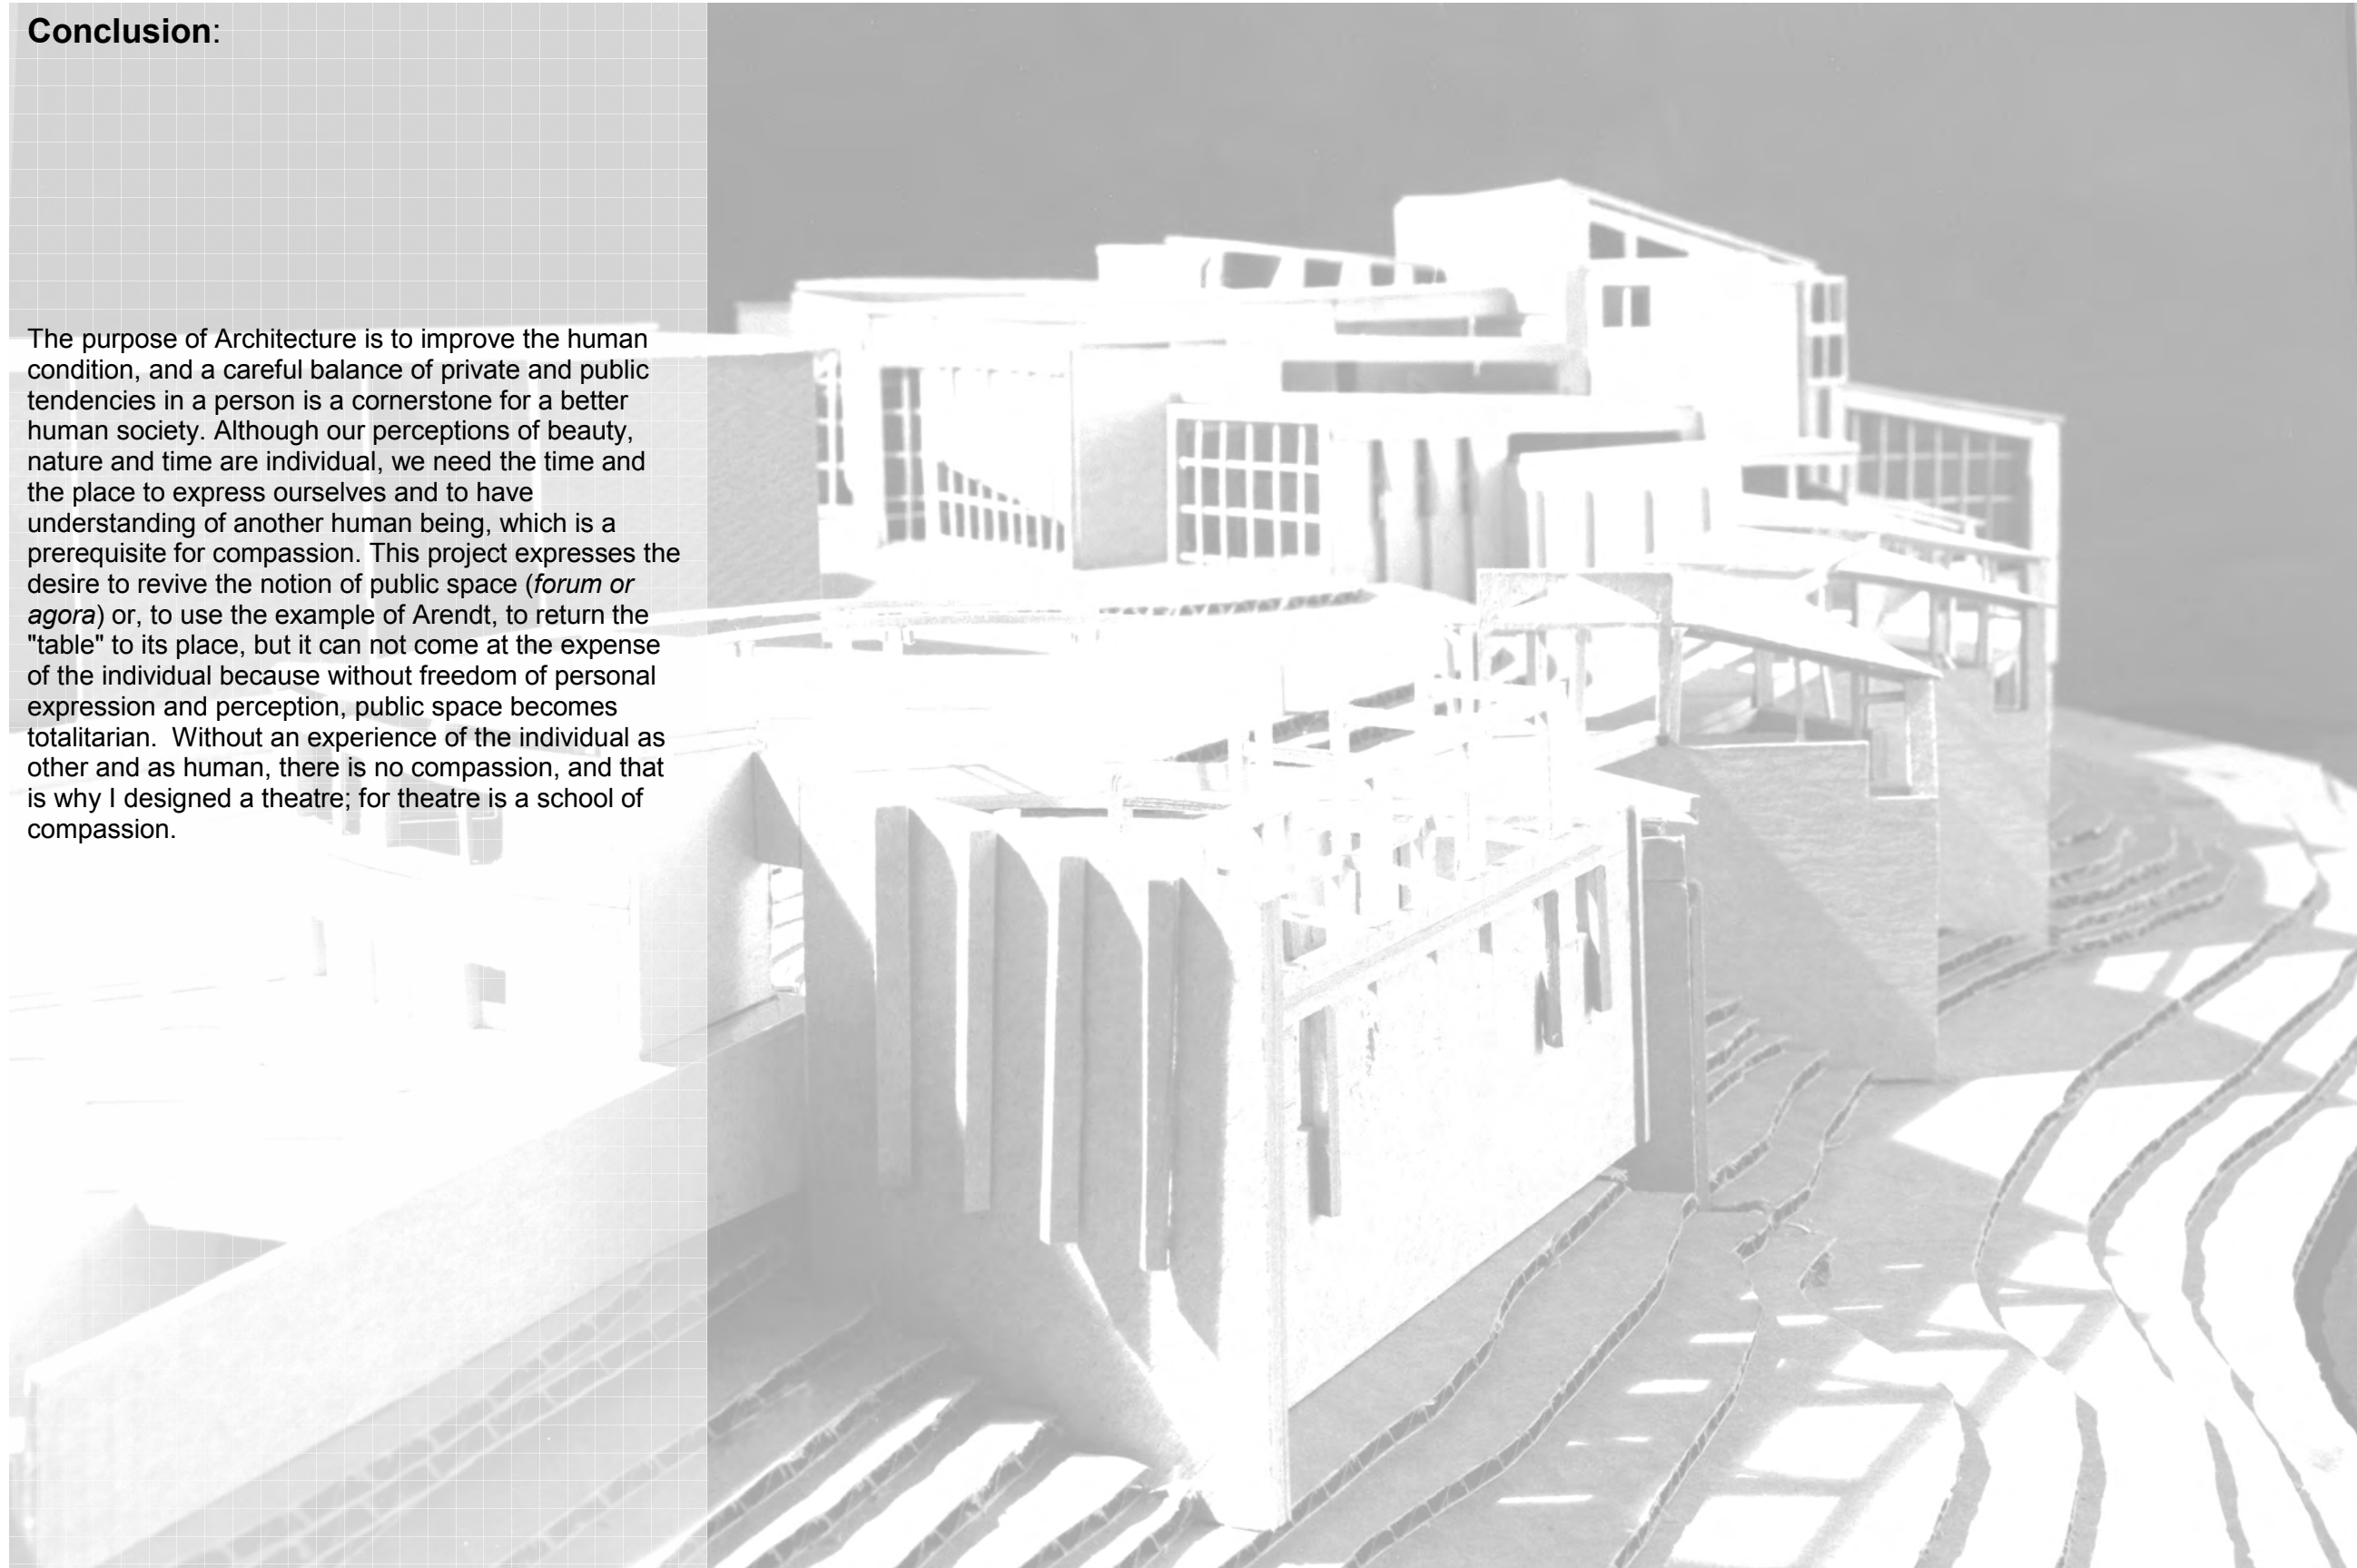 Conclusion:
The purpose of Architecture is to improve the human
condition, and a careful balance of private and public
tendencies in a person is a cornerstone for a better
human society. Although our perceptions of beauty,
nature and time are individual, we need the time and
the place to express ourselves and to have
understanding of another human being, which is a
prerequisite for compassion. This project expresses the
desire to revive the notion of public space (forum or
agora) or, to use the example of Arendt, to return the
"table" to its place, but it can not come at the expense
of the individual because without freedom of personal
expression and perception, public space becomes
totalitarian.  Without an experience of the individual as
other and as human, there is no compassion, and that
is why I designed a theatre; for theatre is a school of
compassion.